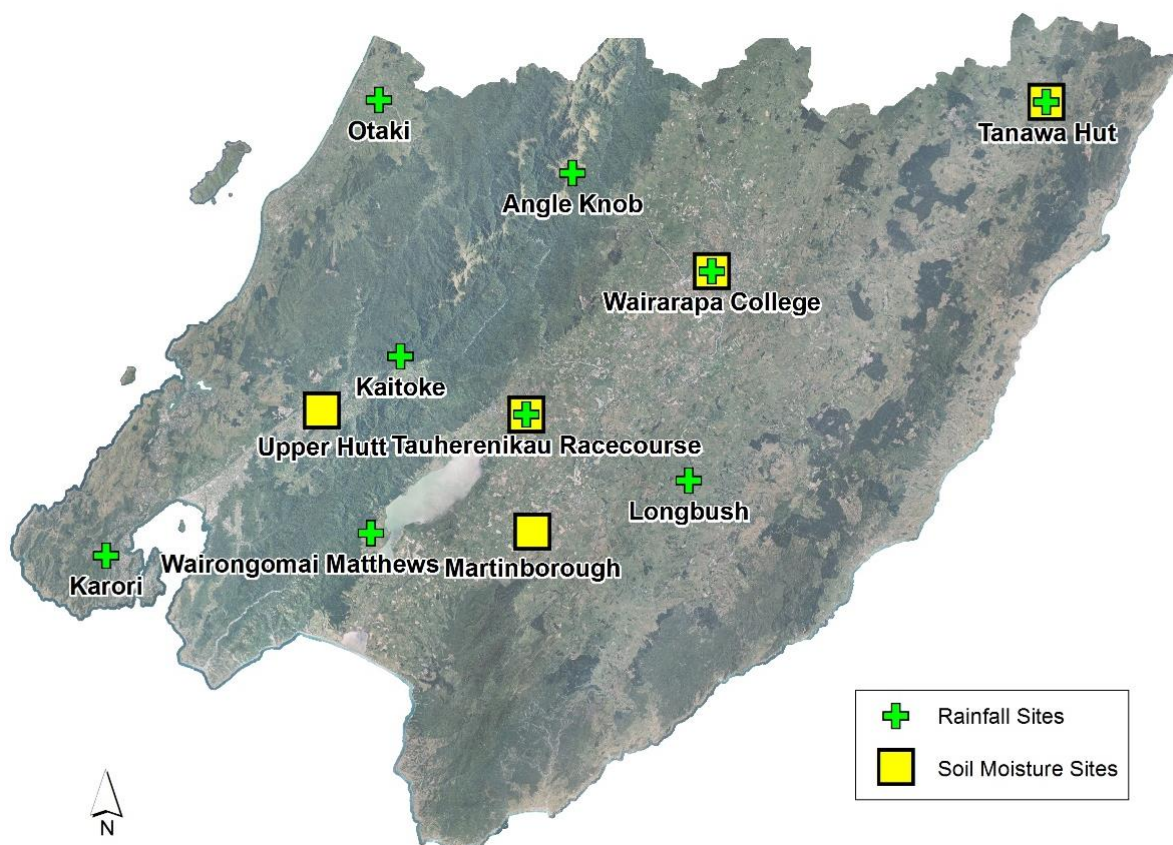 Otaki
Tanawa Hut
Angle Knob
Wairarapa College
Kaitoke
Upper Hutt
Tauherenikau Racecourse
Longbush
Wairongomai Matthews
Martinborough
Karori
Rainfall Sites
Soil Moisture Sites
N